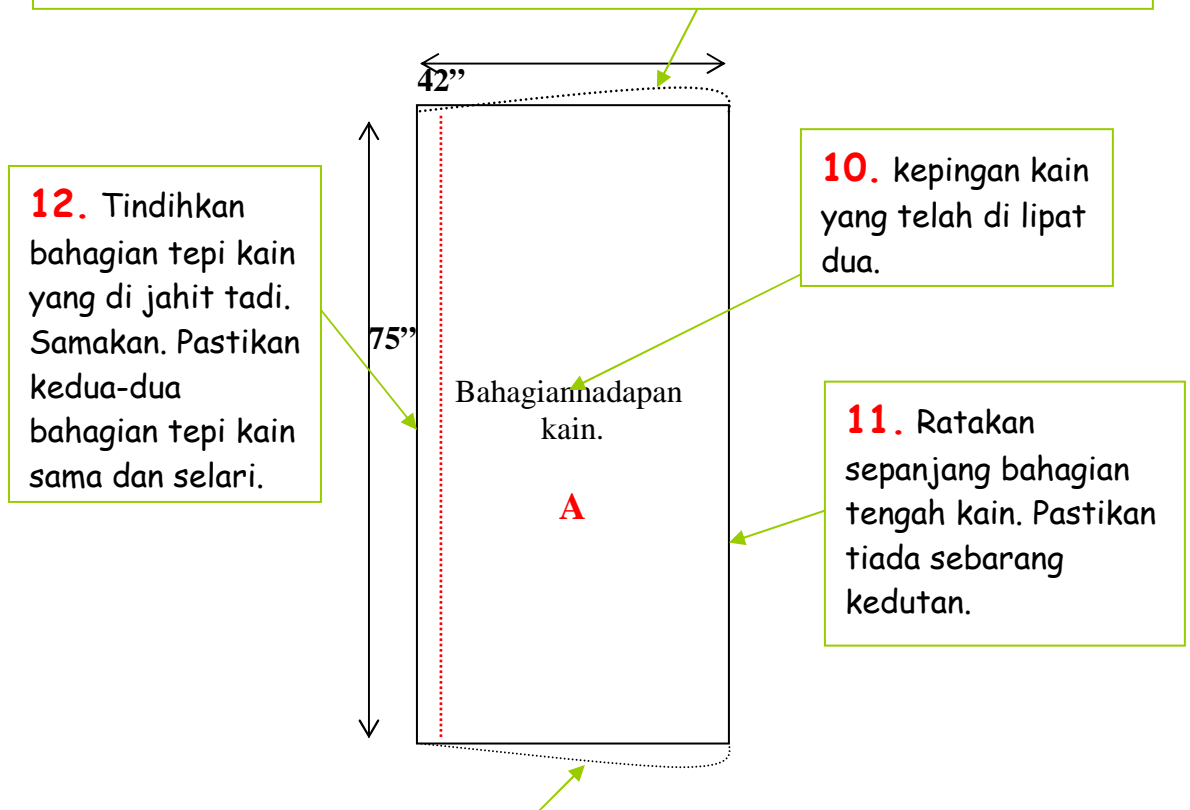 42”
10. kepingan kain
yang telah di lipat
dua.
12. Tindihkan
bahagian tepi kain
yang di jahit tadi.
Samakan. Pastikan
kedua-dua
bahagian tepi kain
sama dan selari.
75”
Bahagianhadapan
kain.
A
11. Ratakan
sepanjang bahagian
tengah kain. Pastikan
tiada sebarang
kedutan.